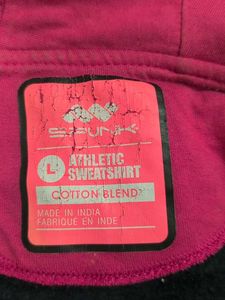 SPUNK
L
ATHLETIC
SWEATSHIRT
COTTON BLEND
MADE IN INDIA
FABRIQUE EN INDE